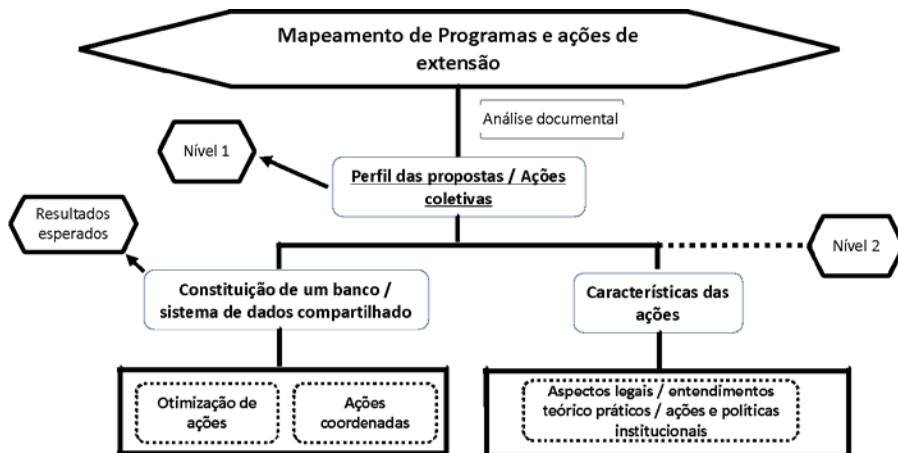 Mapeamento de Programas e ações de
extensão
Análise documental
Nível 1
Perfil das propostas / Ações
coletivas
Resultados
esperados
Nível 2
Constituição de um banco /
sistema de dados compartilhado
Características das
ações
Otimização de
ações
Ações
coordenadas
Aspectos legais / entendimentos
teórico práticos / ações e políticas
institucionais